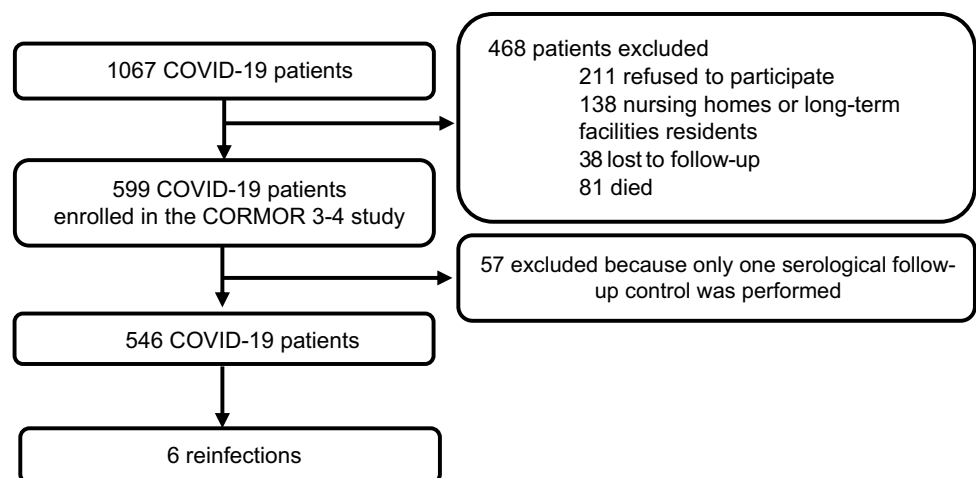 1067 COVID-19 patients
468 patients excluded
211 refused to participate
138 nursing homes or long-term
facilities residents
38 lost to follow-up
81 died
599 COVID-19 patients
enrolled in the CORMOR 3-4 study
57 excluded because only one serological follow-
up control was performed
546 COVID-19 patients
6 reinfections